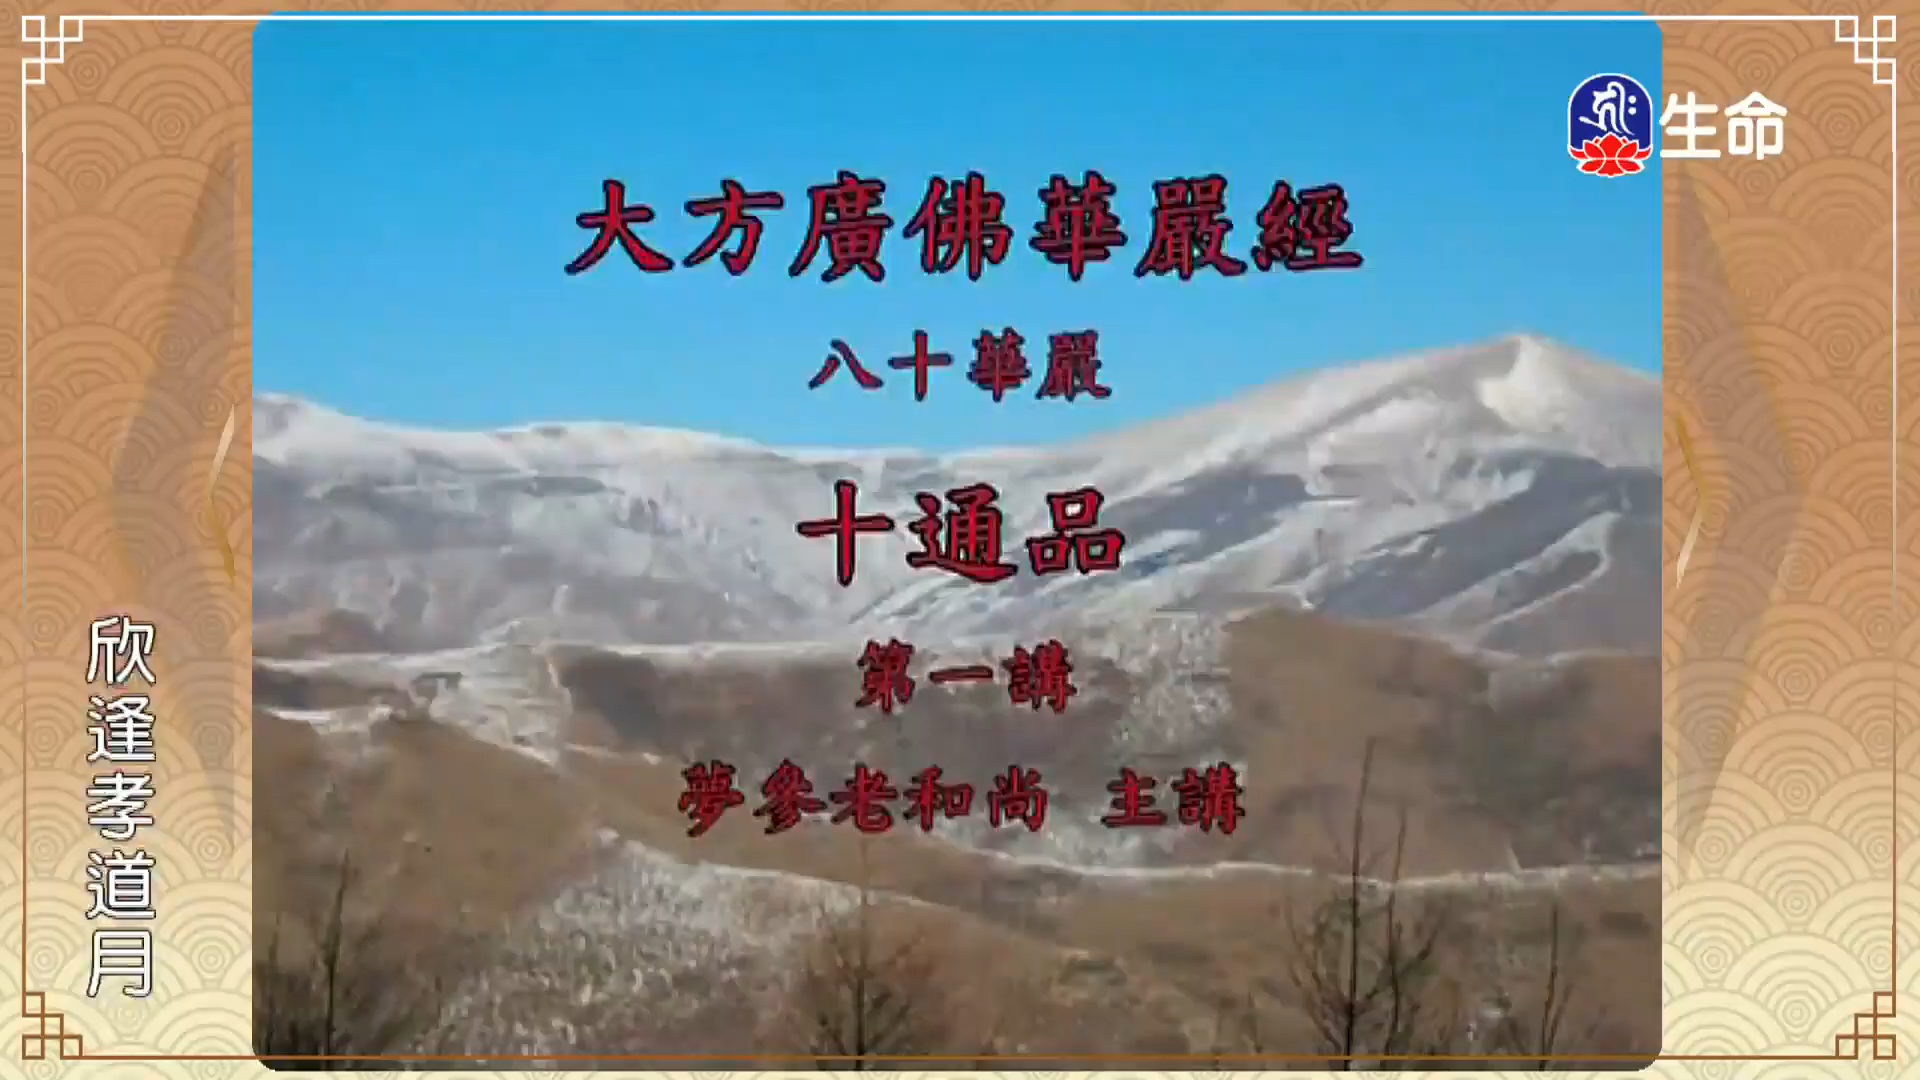 大方廣佛華嚴經
八十華嚴
十通品
第一講
夢參老和尚 主講
生命
欣逢孝道月